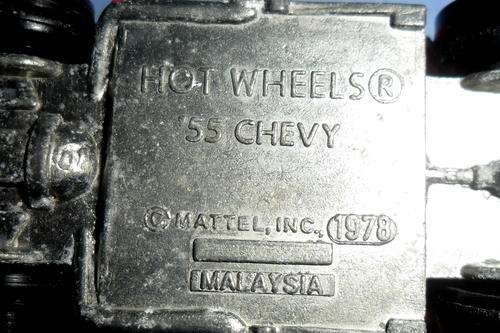 HOT WHEELS®
'55 CHEVY
© MATTEL, INC., 1978
MALAYSIA